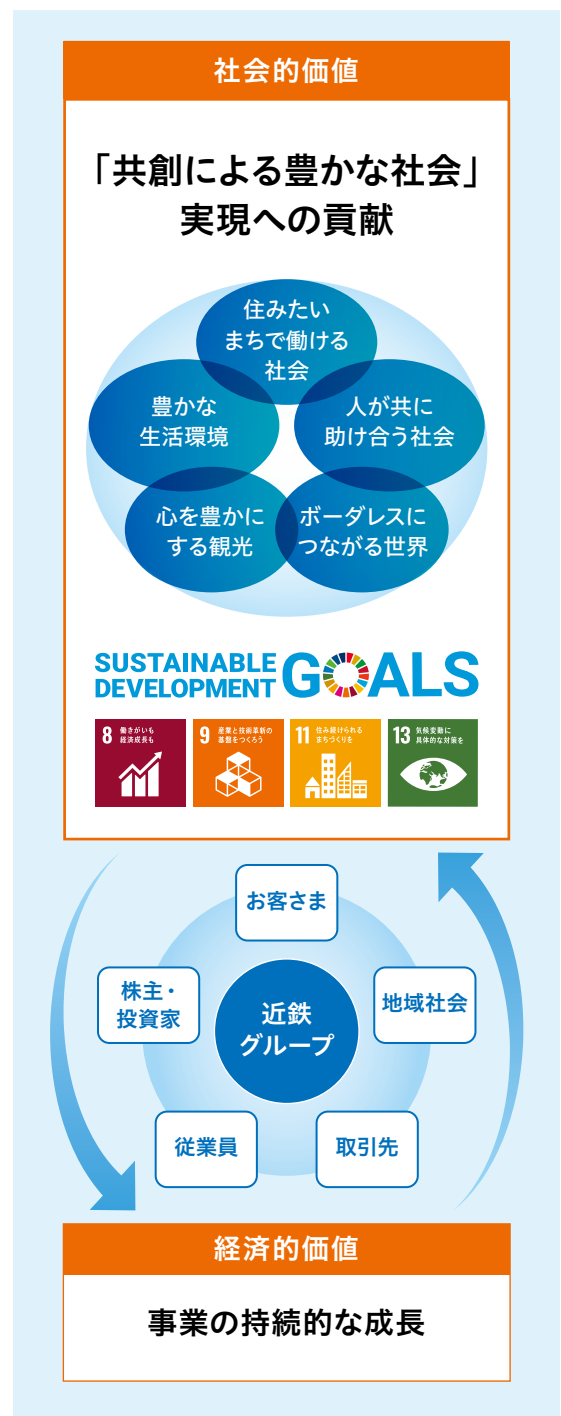 社会的価値
「共創による豊かな社会」
実現への貢献
住みたい
まちで働ける
社会
豊かな
生活環境
人が共に
助け合う社会
心を豊かに
する観光
ボーダレスに
つながる世界
SUSTAINABLE
DEVELOPMENT
GOALS
8 働きがいも
経済成長も
9 産業と技術革新の
基盤をつくろう
11 住み続けられる
まちづくりを
13 気候変動に
具体的な対策を
お客さま
株主・
投資家
近鉄
グループ
地域社会
従業員
取引先
経済的価値
事業の持続的な成長